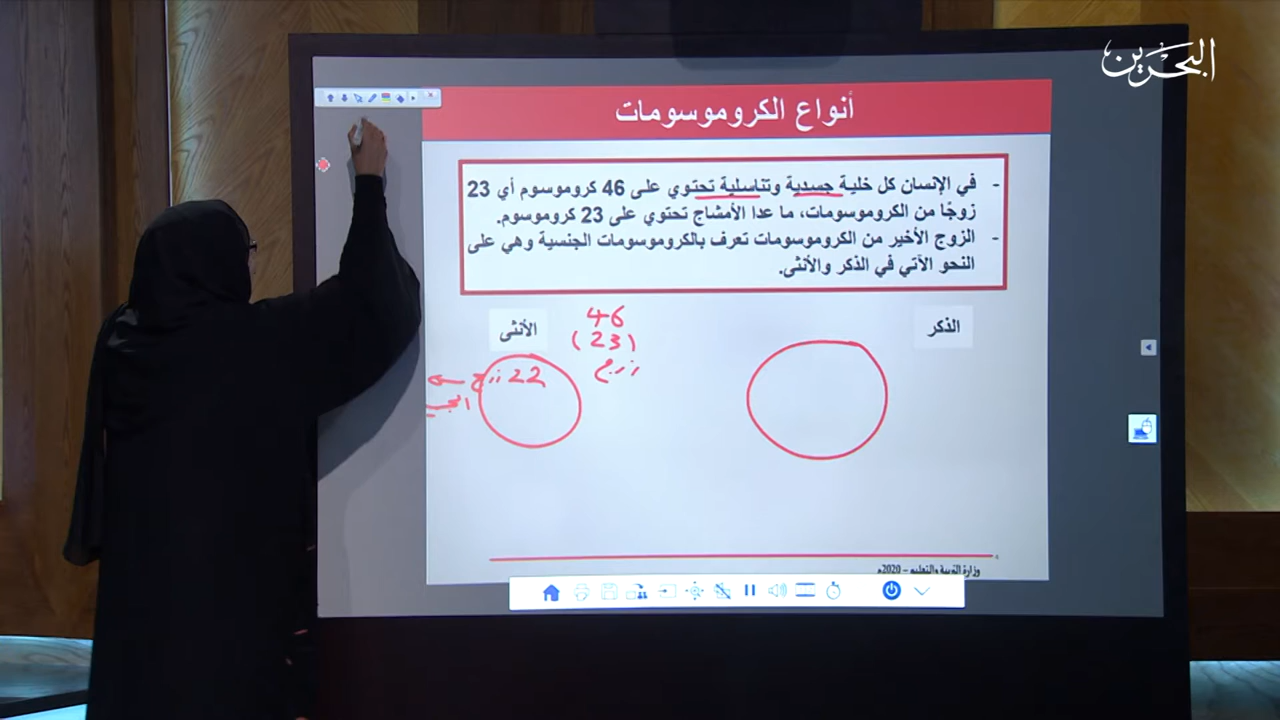 البحرين
أنواع الكروموسومات
- في الإنسان كل خلية جسدية وتناسلية تحتوي على 46 كروموسوم أي 23
زوجًا من الكروموسومات، ما عدا الأمشاج تحتوي على 23 كروموسوم.
- الزوج الأخير من الكروموسومات تعرف بالكروموسومات الجنسية وهي على
النحو الآتي في الذكر والأنثى.
الذكر
الأنثى
46
(23)
زوج
22 زوج
وزارة التربية والتعليم – 2020م